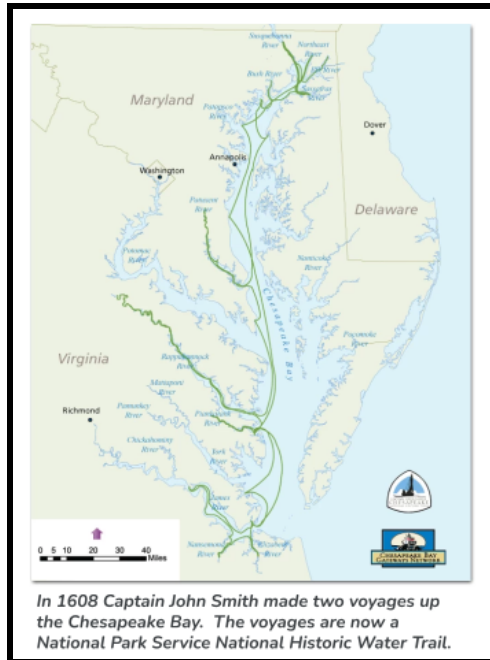 Susquehanna
River
Northeast
River
Elk River
Bush River
Sassafras
River
Maryland
Patapsco
River
Dover
Annapolis
Washington
Patuxent
River
Delaware
Potomac
River
Nanticoke
River
Chesapeake Bay
Pocomoke
River
Virginia
Rappahannock
River
Mattaponi
River
Richmond
Pamunkey
River
Piankatank
River
Chickahominy
River
York
River
James
River
Nansemond
River
Elizabeth
River
0 5 10 20 30 40
Miles
CHESAPEAKE
CHESAPEAKE BAY
GATEWAYS NETWORK
In 1608 Captain John Smith made two voyages up
the Chesapeake Bay. The voyages are now a
National Park Service National Historic Water Trail.